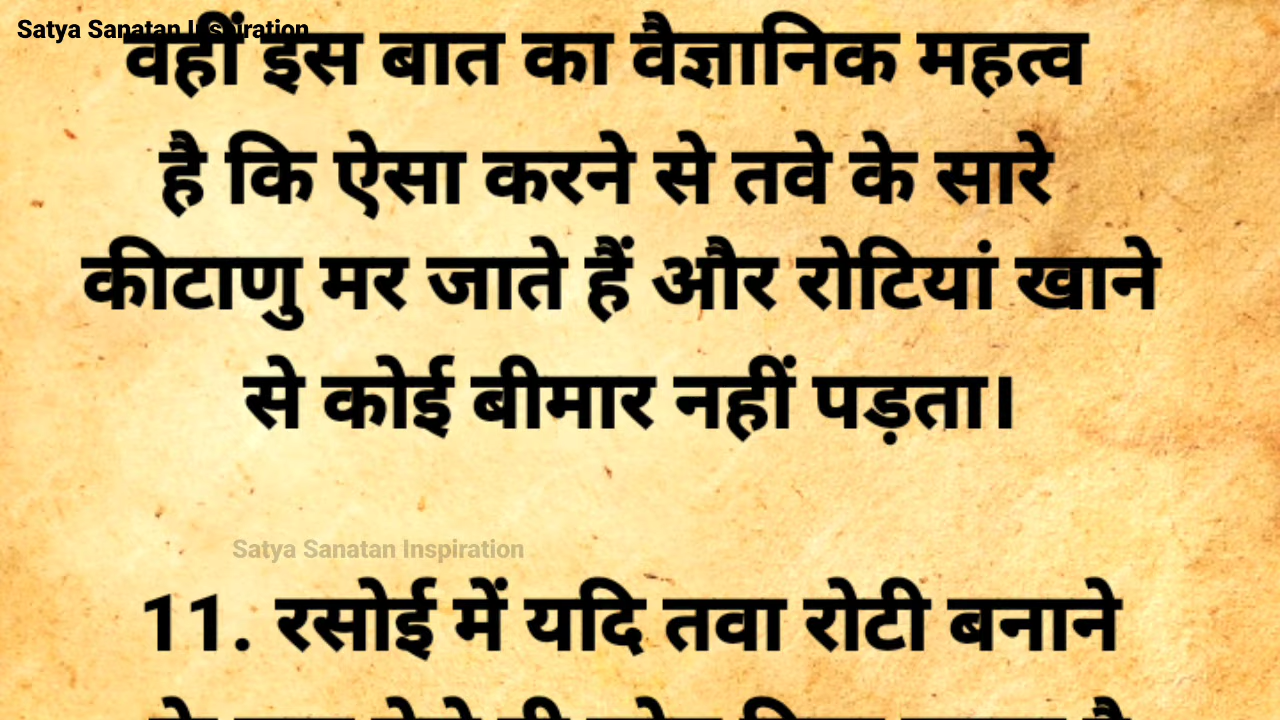 Satya Sanatan Inspiration
वहीं इस बात का वैज्ञानिक महत्व
है कि ऐसा करने से तवे के सारे
कीटाणु मर जाते हैं और रोटियां खाने
से कोई बीमार नहीं पड़ता।
Satya Sanatan Inspiration
11. रसोई में यदि तवा रोटी बनाने